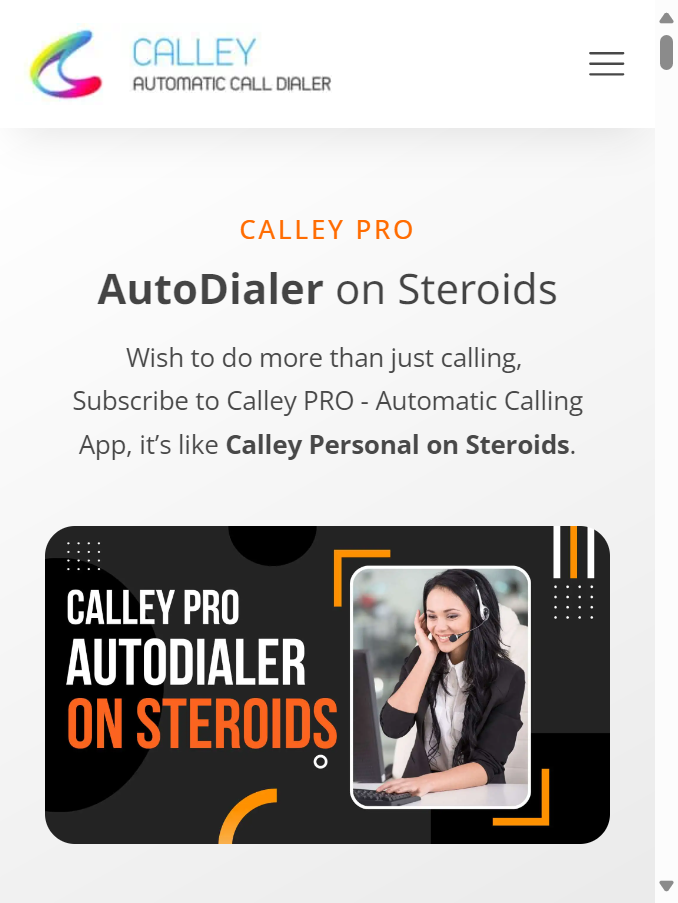 CALLEY
AUTOMATIC CALL DIALER
CALLEY PRO
AutoDialer on Steroids
Wish to do more than just calling,
Subscribe to Calley PRO - Automatic Calling
App, it’s like Calley Personal on Steroids.
CALLEY PRO
AUTODIALER
ON STEROIDS